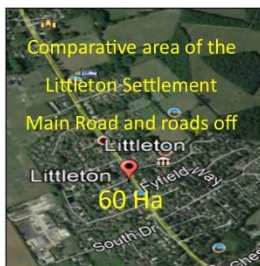 Comparative area of the
Littleton Settlement
Main Road and roads off
Littleton
Littleton
Fyfield Way
60 Ha
South Dr